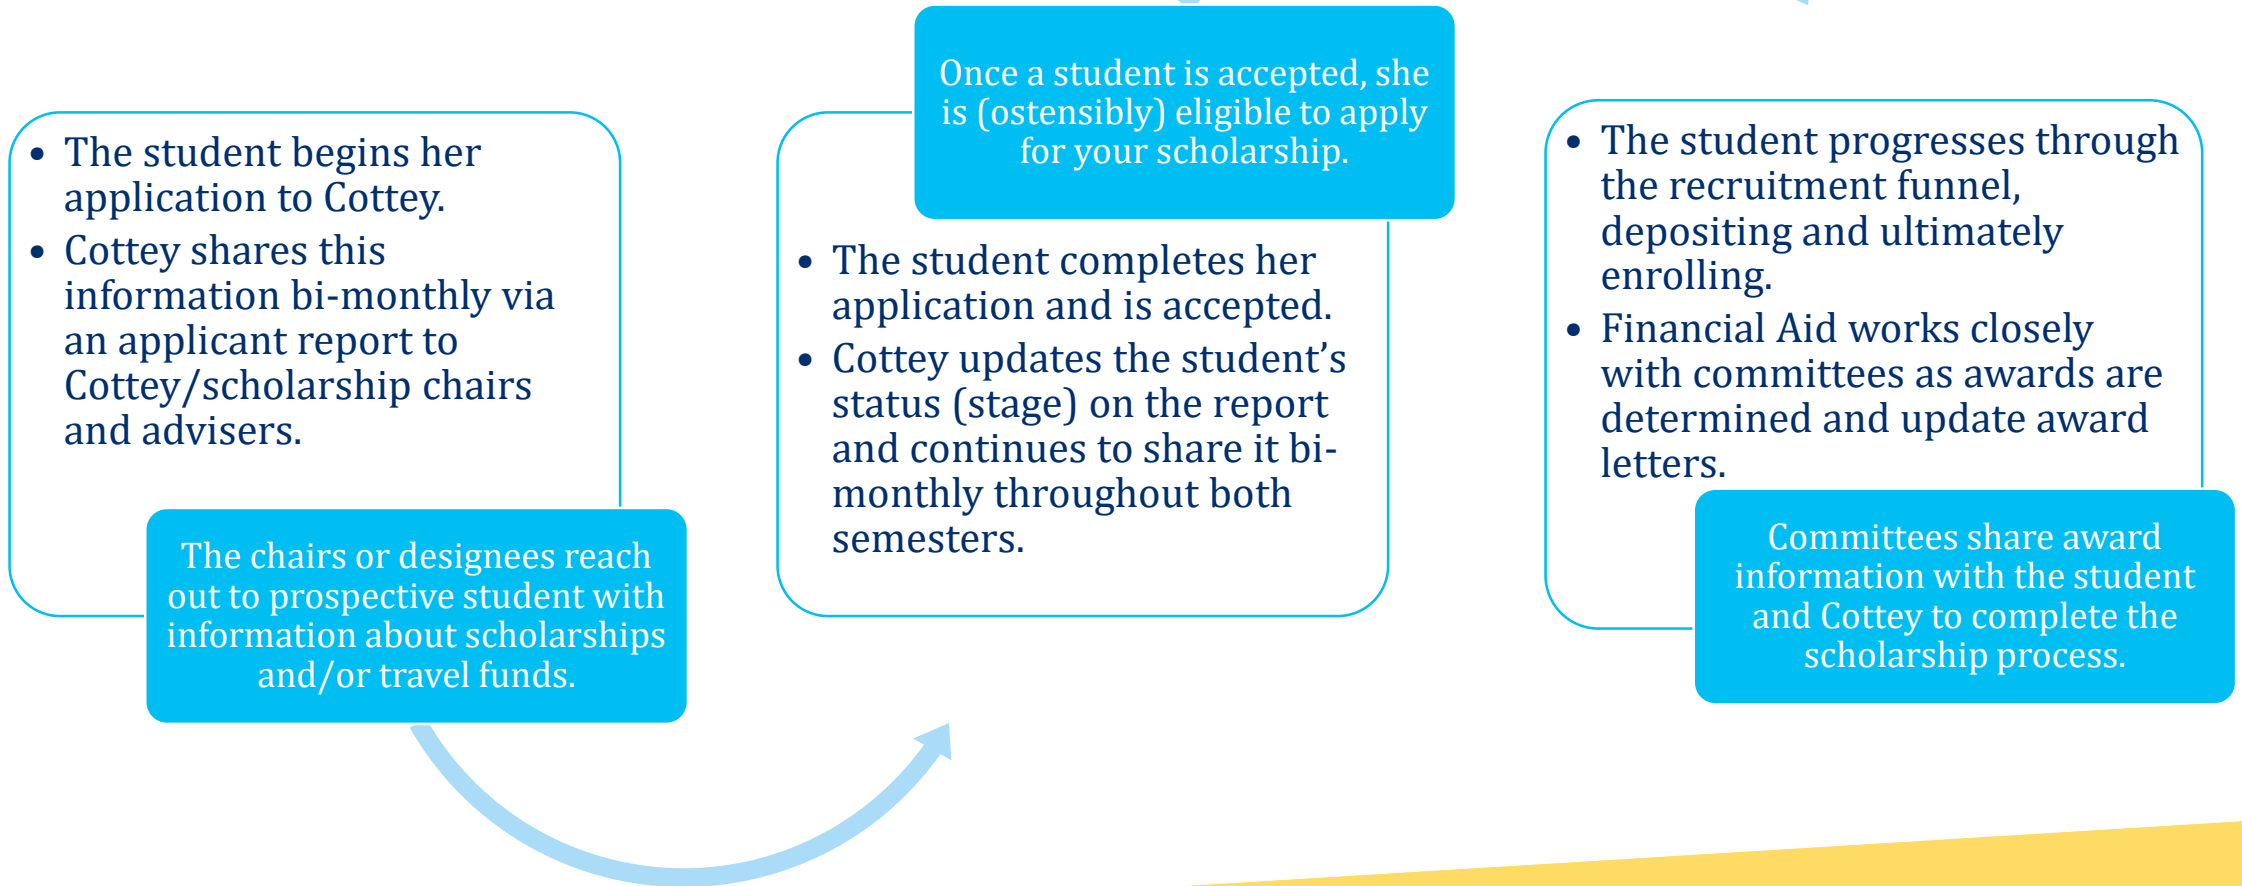 • The student begins her
application to Cottey.
• Cottey shares this
information bi-monthly via
an applicant report to
Cottey/scholarship chairs
and advisers.
The chairs or designees reach
out to prospective student with
information about scholarships
and/or travel funds.
Once a student is accepted, she
is (ostensibly) eligible to apply
for your scholarship.
• The student completes her
application and is accepted.
• Cottey updates the student’s
status (stage) on the report
and continues to share it bi-
monthly throughout both
semesters.
• The student progresses through
the recruitment funnel,
depositing and ultimately
enrolling.
• Financial Aid works closely
with committees as awards are
determined and update award
letters.
Committees share award
information with the student
and Cottey to complete the
scholarship process.